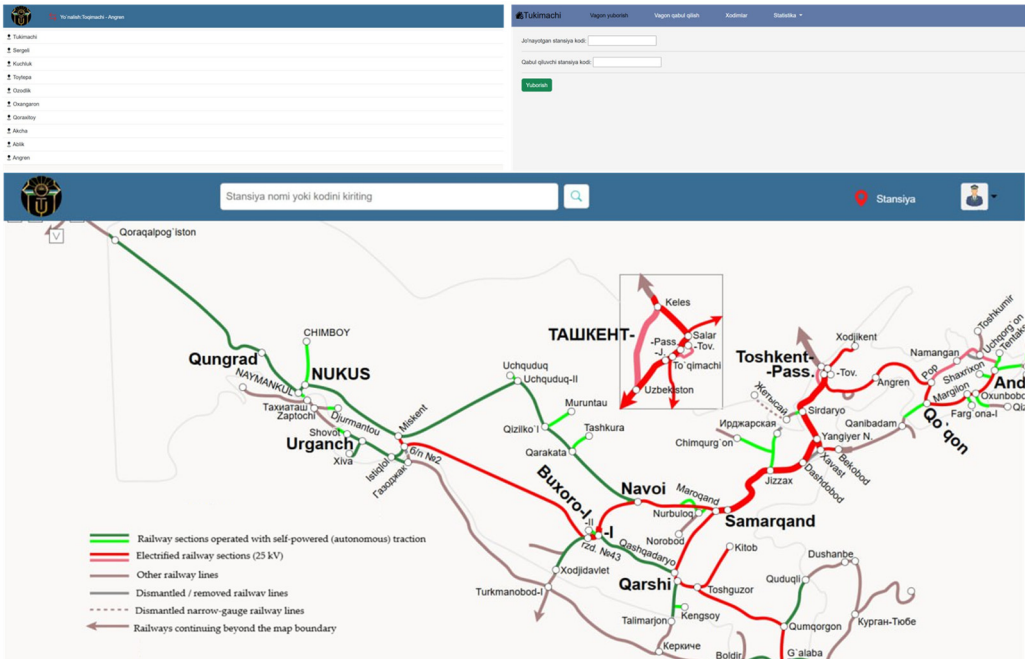 Yo'nalish Toqimachi - Angren
Tukimachi
Sergeli
Kuchluk
Toytepa
Ozodlik
Oxangaron
Qoraxitoy
Akcha
Ablik
Angren
Tukimachi
Vagon yuborish
Vagon qabul qilish
Xodimlar
Statistika
Jo'nayotgan stansiya kodi:
Qabul qiluvchi stansiya kodi:
Yuborish
Stansiya nomi yoki kodini kiriting
Stansiya
V
Qoraqalpog`iston
Qungrad
CHIMBOY
NUKUS
NAYMANKUL
Тахиаташ
Zaptochi
Djurmantou
Shovot
Urganch
Xiva
Istiqlol
Газоджак
Miskent
б/п №2
Uchquduq
Uchquduq-II
Qizilko`l
Muruntau
Tashkura
Qarakata
ТАШКЕНТ-
Keles
Salar
-Pass.
-Tov.
-J.
To`qimachi
Uzbekiston
Toshkent-
-Pass.
-Tov.
Xodjikent
Angren
Namangan
Pop
Toshkumir
Uchqorg`on
Tentaks
Shaxrixon
And
Margilon
Oxunbobo
Farg`ona-I
Qi
Qo`qon
Qanibadam
Жетысай
Sirdaryo
Ирджарская
Chimqurg`on
Yangiyer N.
Xavast
Bekobod
Dashdobod
Jizzax
Buxoro-I
-II
-I
rzd. №43
Navoi
Maroqand
Nurbuloq
Samarqand
Norobod
Qashqadaryo
Kitob
Xodjidavlet
Turkmanobod-I
Qarshi
Toshguzor
Kengsoy
Talimarjon
Керкиче
Dushanbe
Quduqli
Qumqorgon
Курган-Тюбе
Boldir
G`alaba
Railway sections operated with self-powered (autonomous) traction
Electrified railway sections (25 kV)
Other railway lines
Dismantled / removed railway lines
Dismantled narrow-gauge railway lines
Railways continuing beyond the map boundary